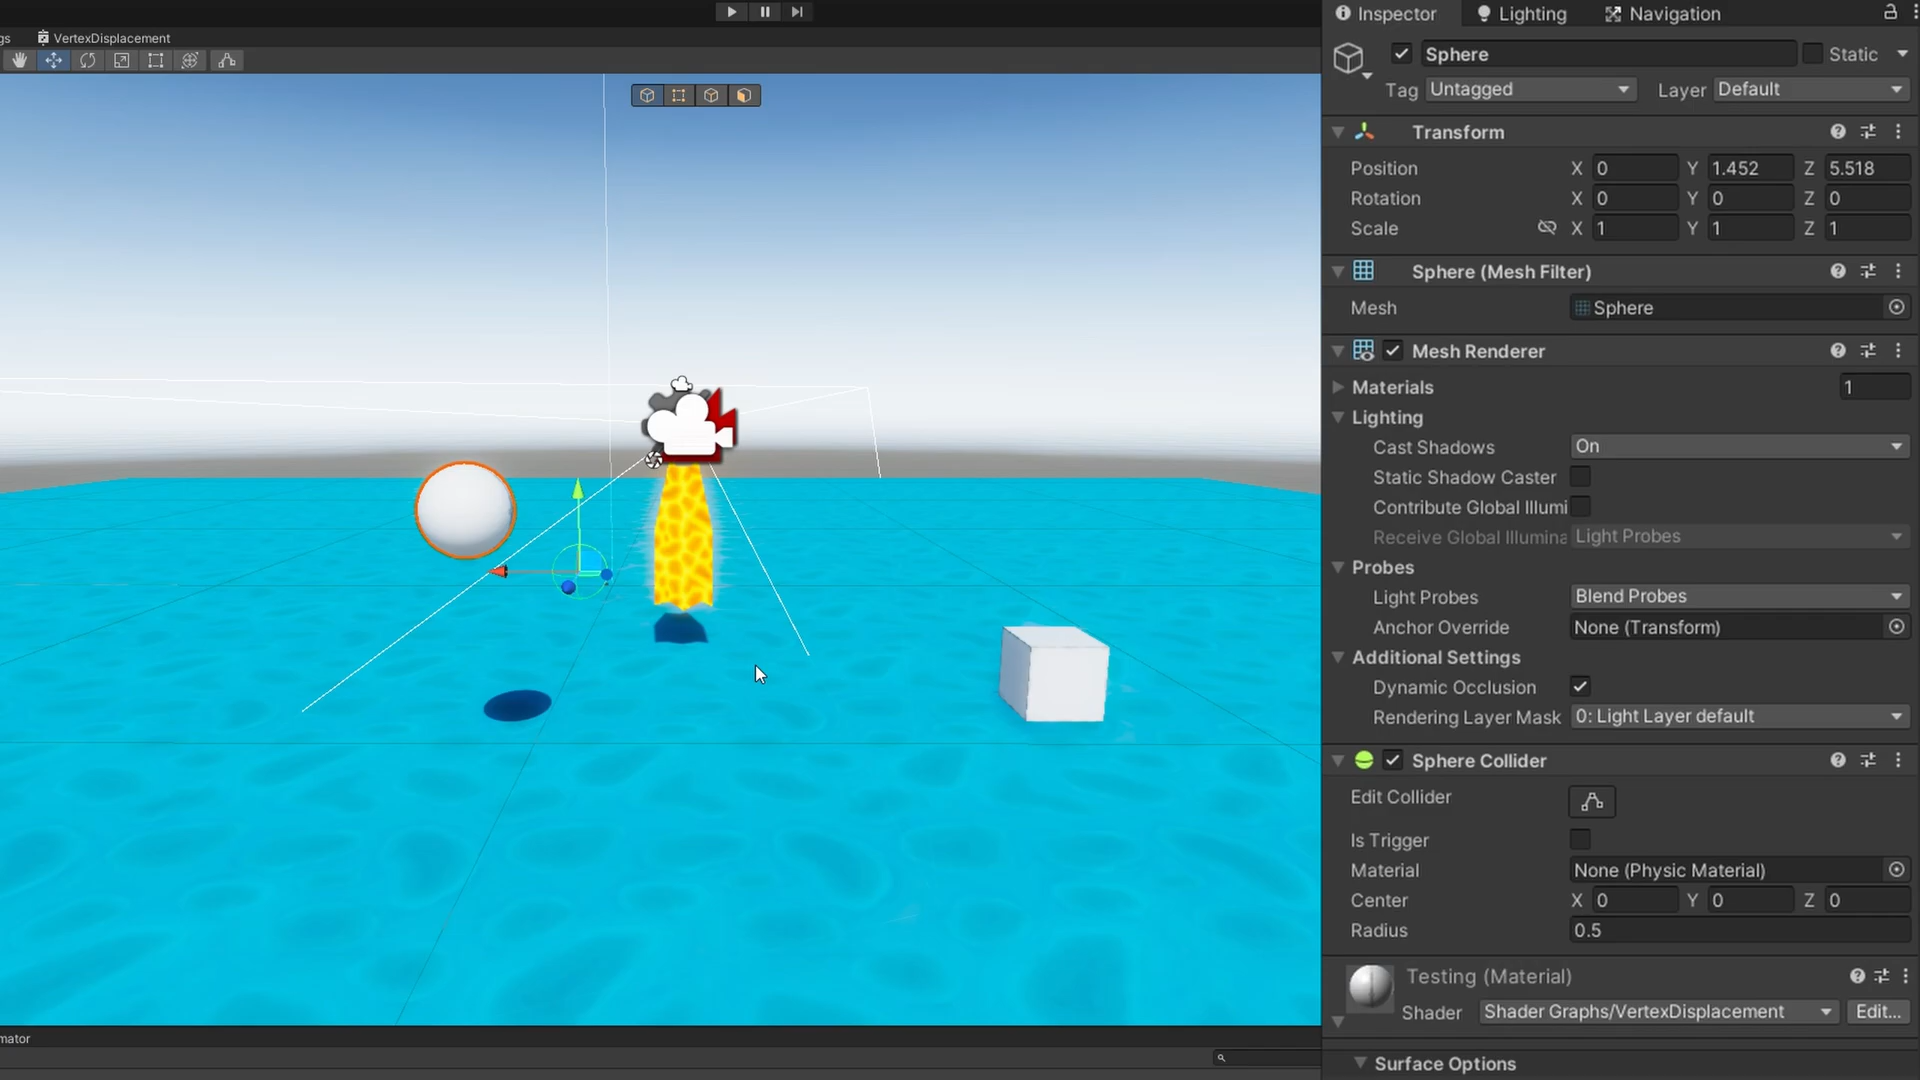 Inspector Lighting Navigation
gs VertexDisplacement
Sphere Static
Tag Untagged Layer Default
Transform
Position X 0 Y 1.452 Z 5.518
Rotation X 0 Y 0 Z 0
Scale X 1 Y 1 Z 1
Sphere (Mesh Filter)
Mesh Sphere
Mesh Renderer
Materials 1
Lighting
Cast Shadows On
Static Shadow Caster
Contribute Global Illumi
Receive Global Illumina Light Probes
Probes
Light Probes Blend Probes
Anchor Override None (Transform)
Additional Settings
Dynamic Occlusion
Rendering Layer Mask 0: Light Layer default
Sphere Collider
Edit Collider
Is Trigger
Material None (Physic Material)
Center X 0 Y 0 Z 0
Radius 0.5
Testing (Material)
Shader Shader Graphs/VertexDisplacement Edit...
mator
Surface Options